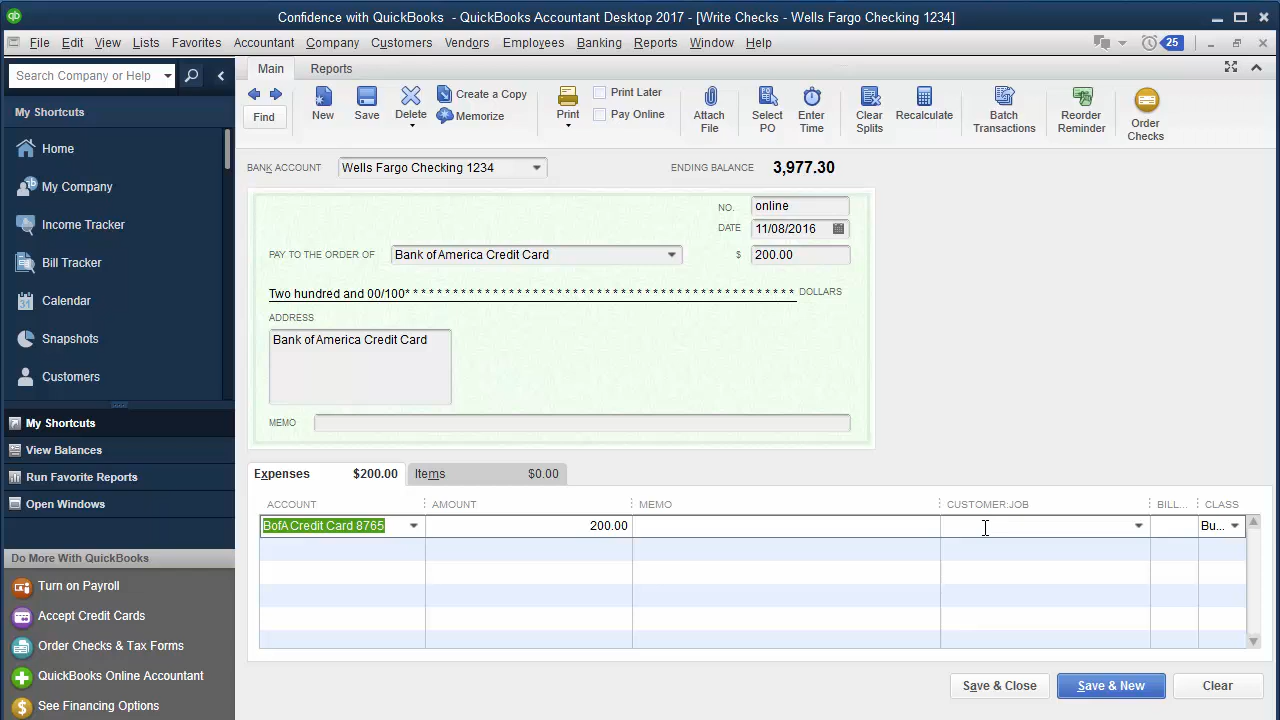 Confidence with QuickBooks - QuickBooks Accountant Desktop 2017 - [Write Checks - Wells Fargo Checking 1234]
File Edit View Lists Favorites Accountant Company Customers Vendors Employees Banking Reports Window Help 25
Search Company or Help
My Shortcuts
Home
My Company
Income Tracker
Bill Tracker
Calendar
31
Snapshots
Customers
My Shortcuts
View Balances
Run Favorite Reports
Open Windows
Do More With QuickBooks
Turn on Payroll
Accept Credit Cards
Order Checks & Tax Forms
QuickBooks Online Accountant
See Financing Options
Main Reports
Find
New
Save
Delete
Create a Copy
Memorize
Print
Print Later
Pay Online
Attach
File
Select
PO
Enter
Time
Clear
Splits
Recalculate
Batch
Transactions
Reorder
Reminder
Order
Checks
BANK ACCOUNT Wells Fargo Checking 1234 ENDING BALANCE 3,977.30
NO. online
DATE 11/08/2016
PAY TO THE ORDER OF Bank of America Credit Card $ 200.00
Two hundred and 00/100* * * * * * * * * * * * * * * * * * * * * * * * * * * * * * * * * * * * * * * * * * * * * * * DOLLARS
ADDRESS
Bank of America Credit Card
MEMO
Expenses $200.00 Items $0.00
ACCOUNT AMOUNT MEMO CUSTOMER:JOB BILL... CLASS
BofA Credit Card 8765 200.00 Bu...
Save & Close Save & New Clear